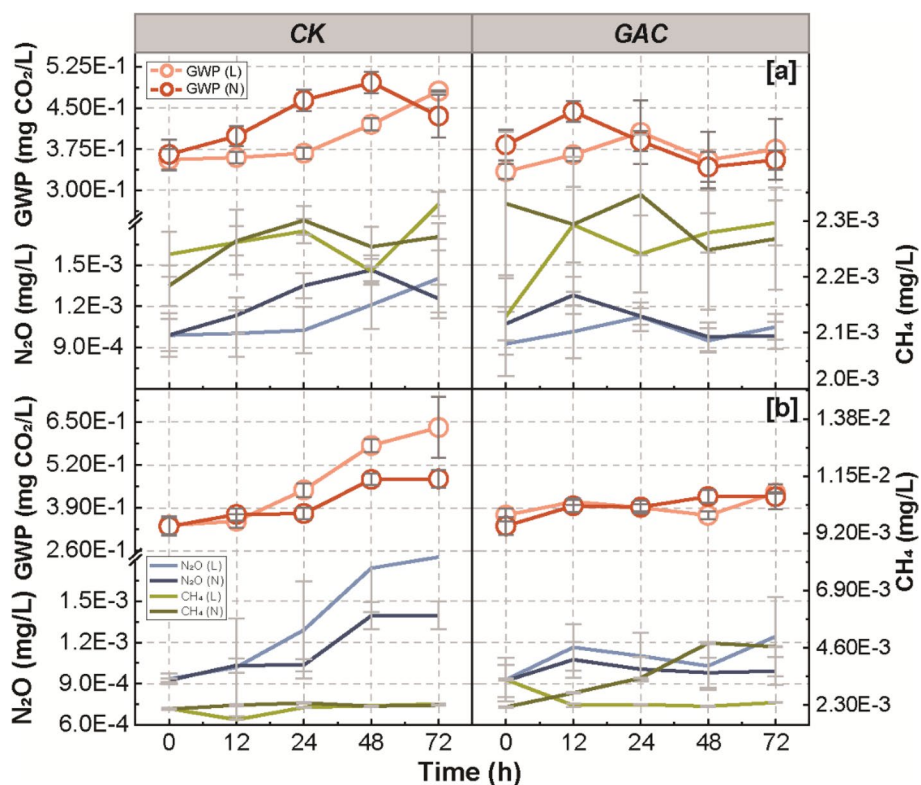 CK GAC
[a]
GWP (L)
GWP (N)
GWP (mg CO₂/L)
5.25E-1
4.50E-1
3.75E-1
3.00E-1
N₂O (mg/L)
1.5E-3
1.2E-3
9.0E-4
2.3E-3
2.2E-3
2.1E-3
2.0E-3
CH₄ (mg/L)
[b]
GWP (mg CO₂/L)
6.50E-1
5.20E-1
3.90E-1
2.60E-1
N₂O (L)
N₂O (N)
CH₄ (L)
CH₄ (N)
N₂O (mg/L)
1.5E-3
1.2E-3
9.0E-4
6.0E-4
1.38E-2
1.15E-2
9.20E-3
6.90E-3
4.60E-3
2.30E-3
CH₄ (mg/L)
0 12 24 48 72 0 12 24 48 72
Time (h)